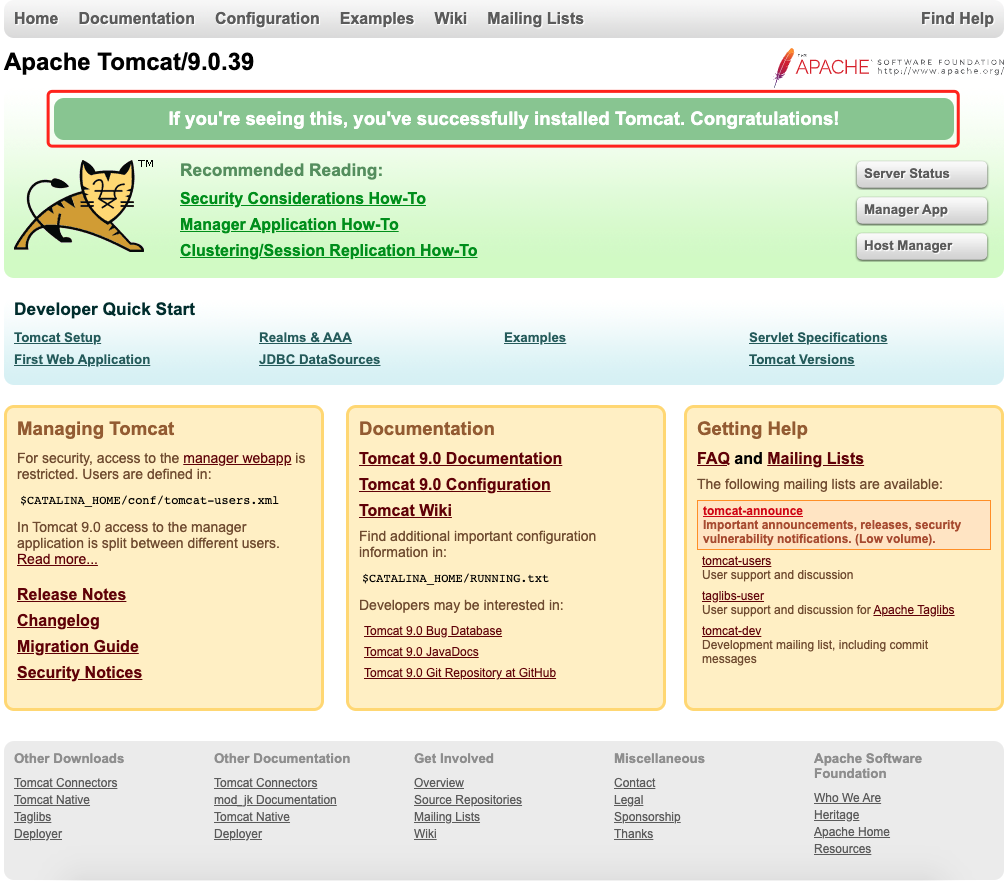 Home Documentation Configuration Examples Wiki Mailing Lists Find Help
Apache Tomcat/9.0.39
THE
APACHE SOFTWARE FOUNDATION
http://www.apache.org/
If you're seeing this, you've successfully installed Tomcat. Congratulations!
TM
Recommended Reading:
Security Considerations How-To
Manager Application How-To
Clustering/Session Replication How-To
Server Status
Manager App
Host Manager
Developer Quick Start
Tomcat Setup
First Web Application
Realms & AAA
JDBC DataSources
Examples
Servlet Specifications
Tomcat Versions
Managing Tomcat
For security, access to the manager webapp is
restricted. Users are defined in:
$CATALINA_HOME/conf/tomcat-users.xml
In Tomcat 9.0 access to the manager
application is split between different users.
Read more...
Release Notes
Changelog
Migration Guide
Security Notices
Documentation
Tomcat 9.0 Documentation
Tomcat 9.0 Configuration
Tomcat Wiki
Find additional important configuration
information in:
$CATALINA_HOME/RUNNING.txt
Developers may be interested in:
Tomcat 9.0 Bug Database
Tomcat 9.0 JavaDocs
Tomcat 9.0 Git Repository at GitHub
Getting Help
FAQ and Mailing Lists
The following mailing lists are available:
tomcat-announce
Important announcements, releases, security
vulnerability notifications. (Low volume).
tomcat-users
User support and discussion
taglibs-user
User support and discussion for Apache Taglibs
tomcat-dev
Development mailing list, including commit
messages
Other Downloads
Tomcat Connectors
Tomcat Native
Taglibs
Deployer
Other Documentation
Tomcat Connectors
mod_jk Documentation
Tomcat Native
Deployer
Get Involved
Overview
Source Repositories
Mailing Lists
Wiki
Miscellaneous
Contact
Legal
Sponsorship
Thanks
Apache Software
Foundation
Who We Are
Heritage
Apache Home
Resources